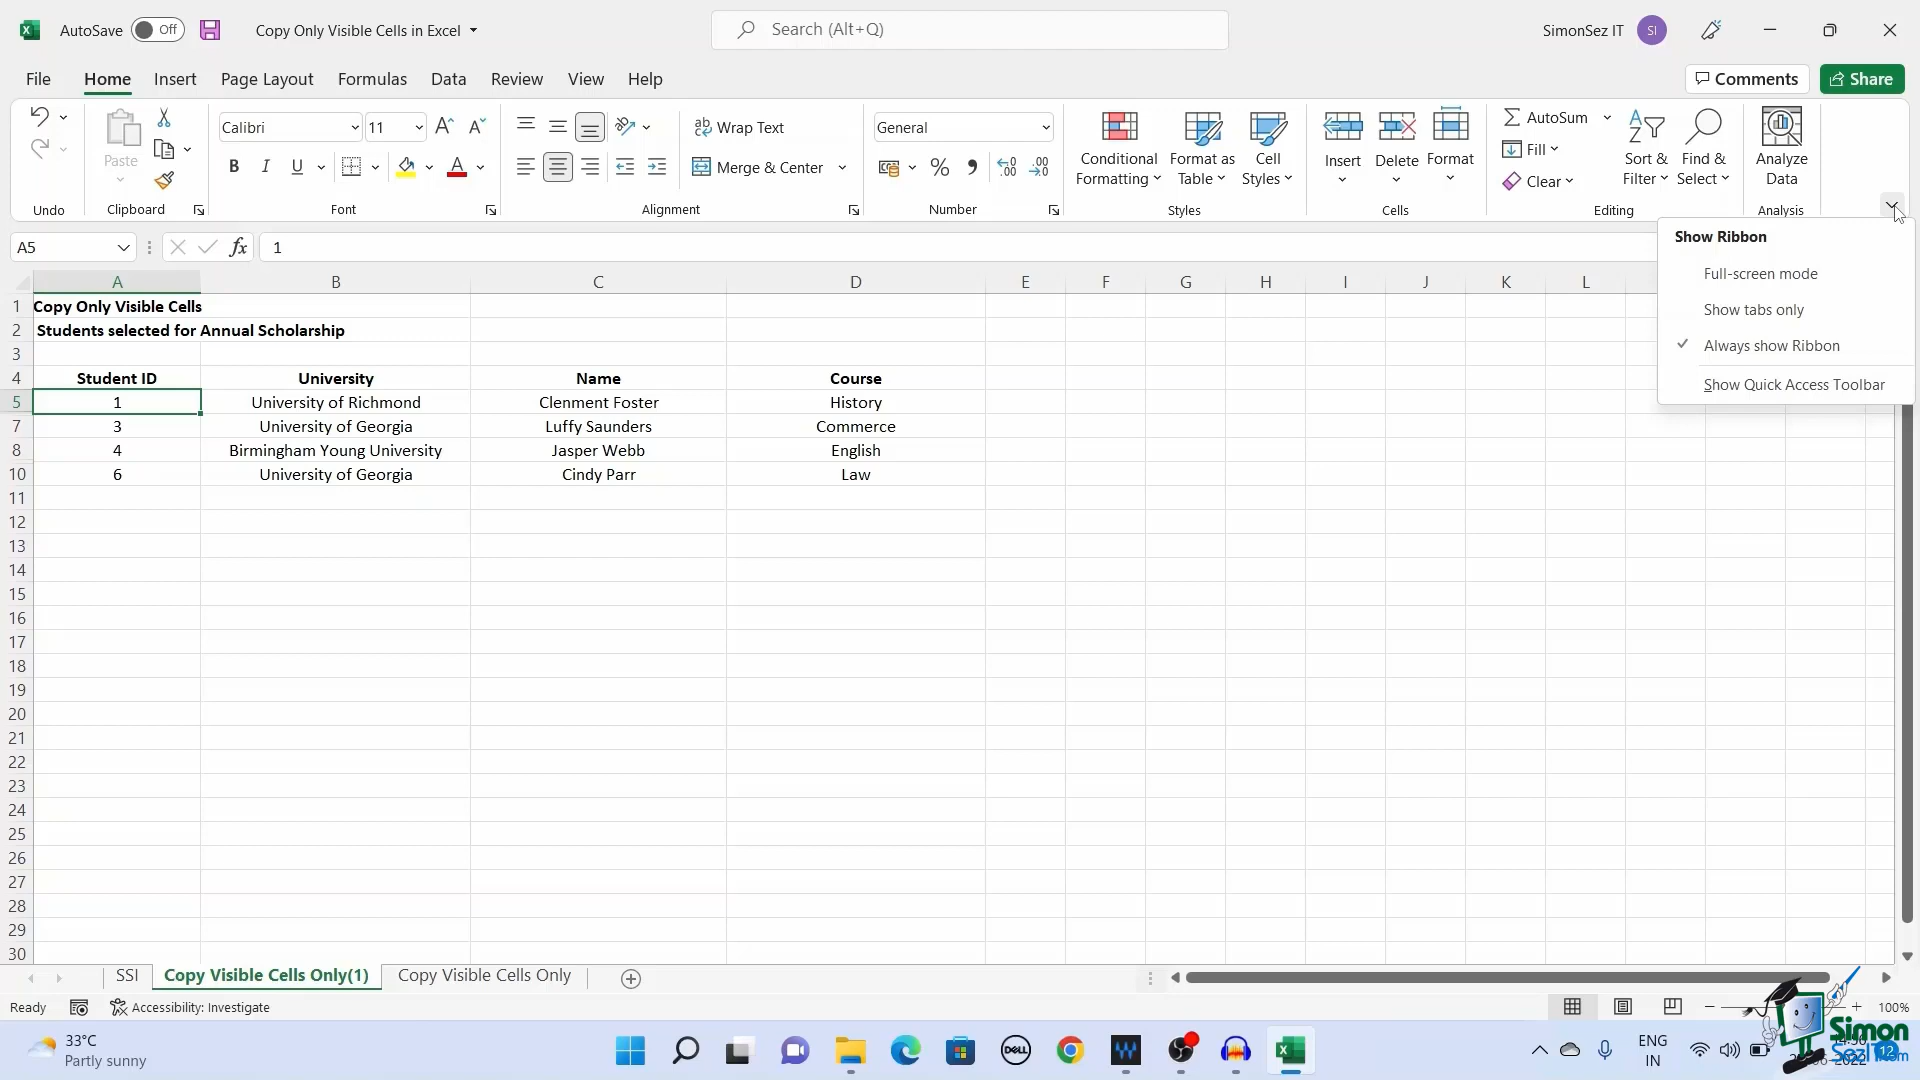 AutoSave Off Copy Only Visible Cells in Excel Search (Alt+Q) SimonSez IT SI
File Home Insert Page Layout Formulas Data Review View Help Comments Share
Calibri 11 Wrap Text General AutoSum
Paste Merge & Center Conditional Formatting Format as Table Cell Styles Insert Delete Format Fill Sort & Filter Find & Select Analyze Data
B I U A Clear
Undo Clipboard Font Alignment Number Styles Cells Editing Analysis
A5 fx 1
Show Ribbon
Full-screen mode
Show tabs only
Always show Ribbon
Show Quick Access Toolbar
A B C D E F G H I J K L
1 Copy Only Visible Cells
2 Students selected for Annual Scholarship
3
4 Student ID University Name Course
5 1 University of Richmond Clenment Foster History
7 3 University of Georgia Luffy Saunders Commerce
8 4 Birmingham Young University Jasper Webb English
10 6 University of Georgia Cindy Parr Law
11
12
13
14
15
16
17
18
19
20
21
22
23
24
25
26
27
28
29
30
SSI Copy Visible Cells Only(1) Copy Visible Cells Only
Ready Accessibility: Investigate 100%
33°C
Partly sunny
DELL
ENG
IN
Simon
12